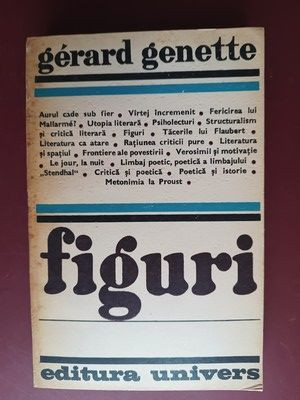 gérard genette
Aurul cade sub fier • Vîrtej încremenit • Fericirea lui
Mallarmé? • Utopia literară • Psiholecturi • Structuralism
și critică literară • Figuri • Tăcerile lui Flaubert •
Literatura ca atare • Rațiunea criticii pure • Literatura
și spațiul • Frontiere ale povestirii • Verosimil și motivație
• Le jour, la nuit • Limbaj poetic, poetică a limbajului
• „Stendhal“ • Critică și poetică • Poetică și istorie •
Metonimia la Proust •
figuri
editura univers